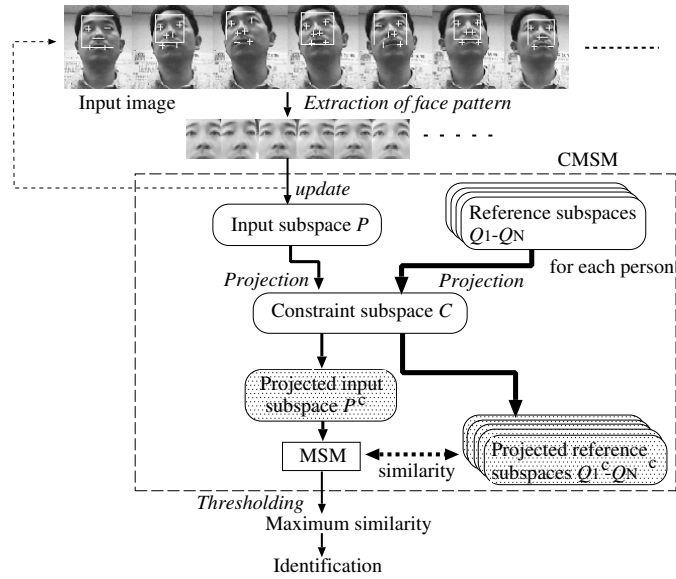 Input image
Extraction of face pattern
CMSM
update
Input subspace P
Reference subspaces
Q1-QN
for each person
Projection
Projection
Constraint subspace C
Projected input
subspace P^c
MSM
similarity
Projected reference
subspaces Q1^c-QN^c
Thresholding
Maximum similarity
Identification